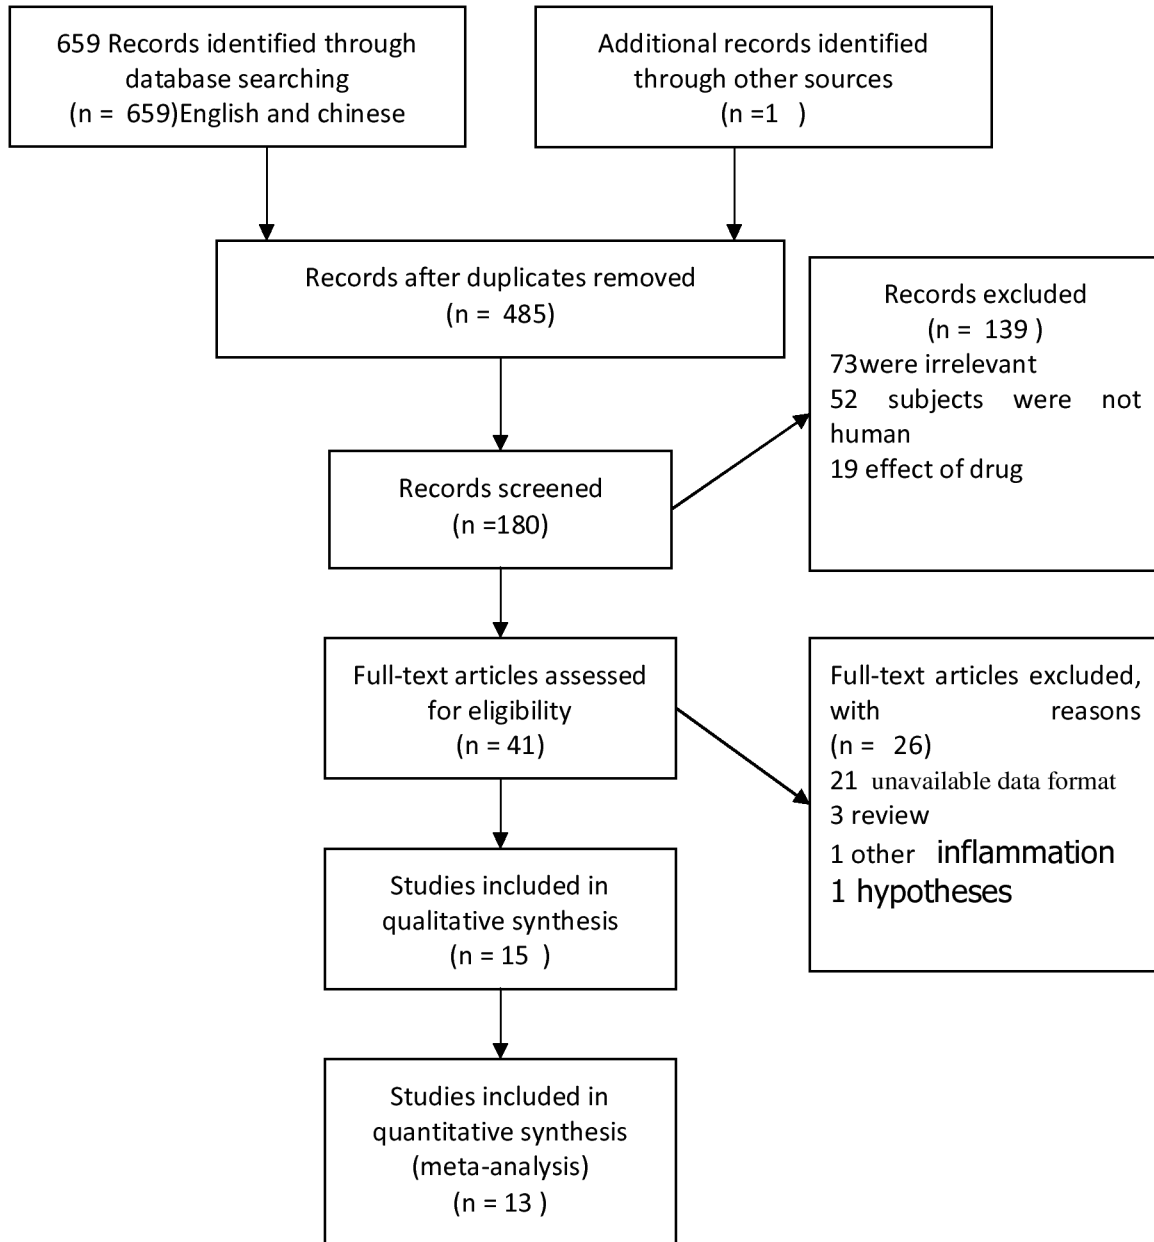 659 Records identified through
database searching
(n =  659)English and chinese
Additional records identified
through other sources
(n =1   )
Records after duplicates removed
(n =  485)
Records excluded
(n =  139 )
73were irrelevant
52 subjects were not
human
19 effect of drug
Records screened
(n =180)
Full-text articles assessed
for eligibility
(n = 41)
Full-text articles excluded,
with reasons
(n =   26)
21  unavailable data format
3 review
1 other   inflammation
1 hypotheses
Studies included in
qualitative synthesis
(n = 15  )
Studies included in
quantitative synthesis
(meta-analysis)
(n = 13 )